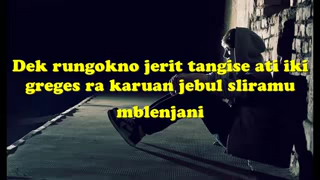 Dek rungokno jerit tangise ati iki
greges ra karuan jebul sliramu
mblenjani